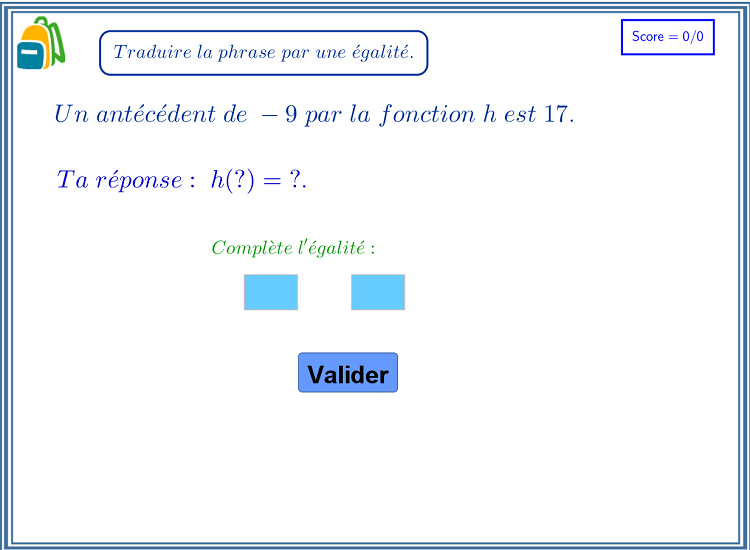 Traduire la phrase par une égalité.
Score = 0/0
Un antécédent de − 9 par la fonction h est 17.
Ta réponse : h(?) = ?.
Complète l'égalité :
Valider